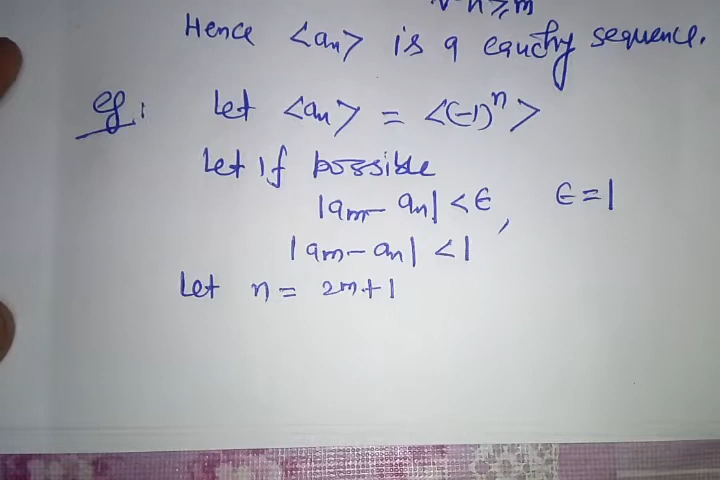 ∀ n ≥ m
Hence <an> is a cauchy sequence.
eg: Let <an> = <(-1)^n>
Let if possible
|am - an| < ε, ε = 1
|am - an| < 1
Let n = 2m+1